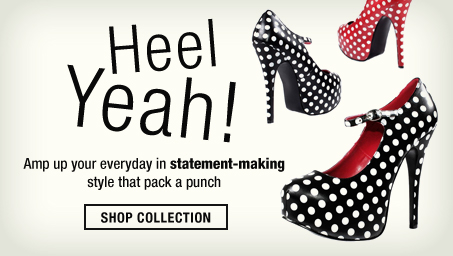 Heel
Yeah!
Amp up your everyday in statement-making
style that pack a punch
SHOP COLLECTION